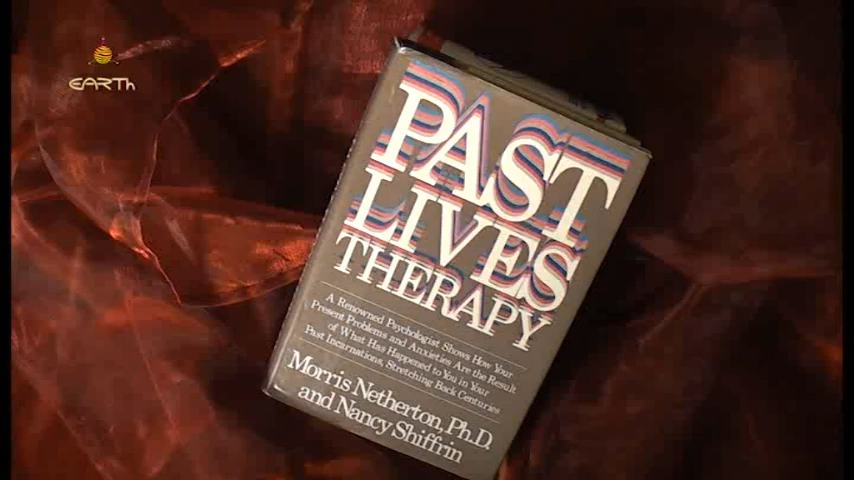 EARTh
PAST
LIVES
THERAPY
A Renowned Psychologist Shows How Your
Present Problems and Anxieties Are the Result
of What Has Happened to You in Your
Past Incarnations, Stretching Back Centuries
Morris Netherton, Ph.D.
and Nancy Shiffrin